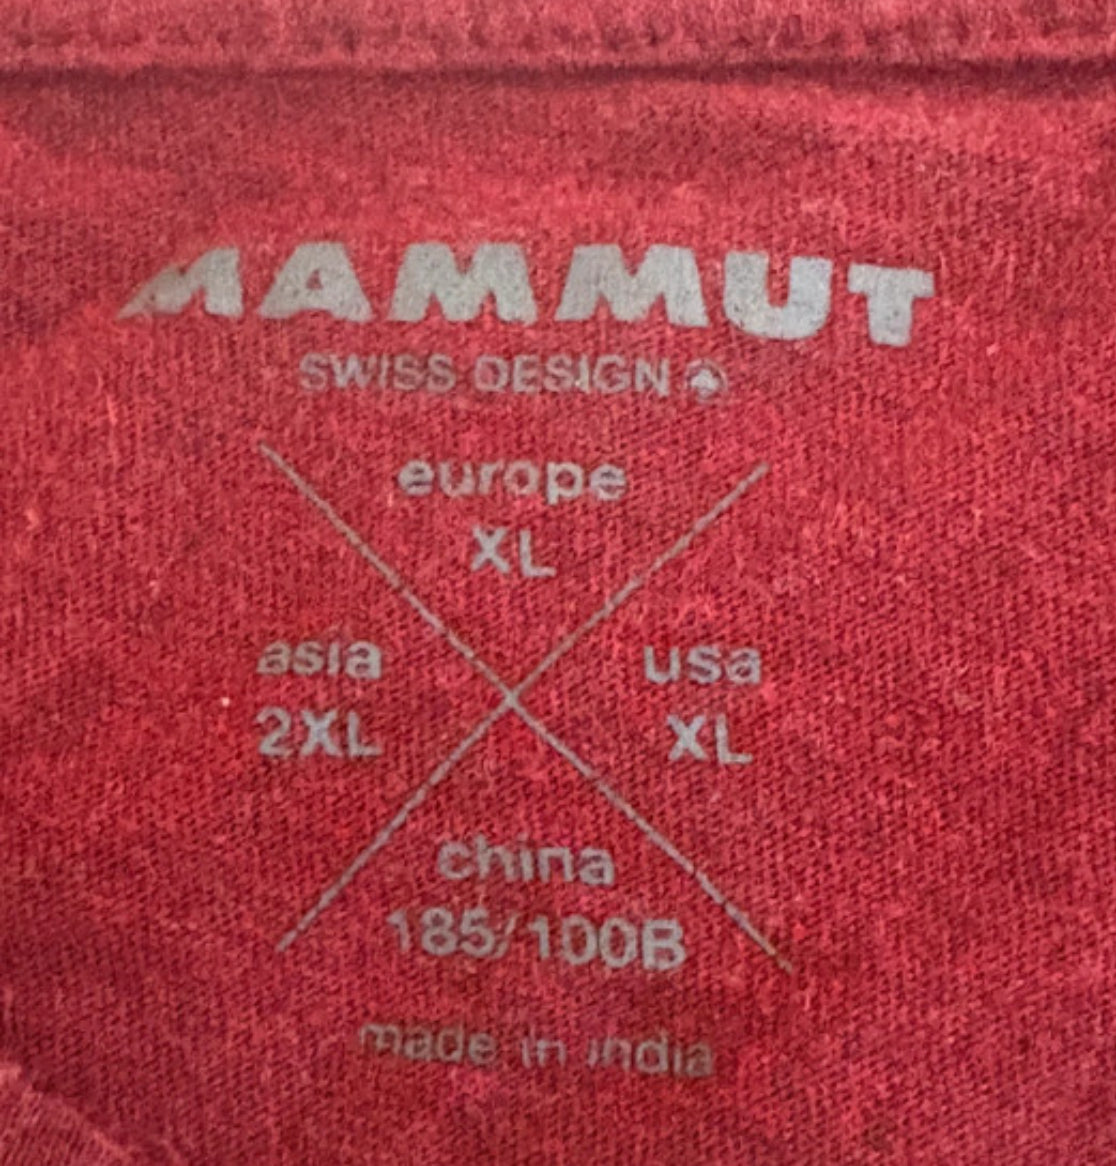 MAMMUT
SWISS DESIGN
europe
XL
asia
2XL
usa
XL
china
185/100B
made in india